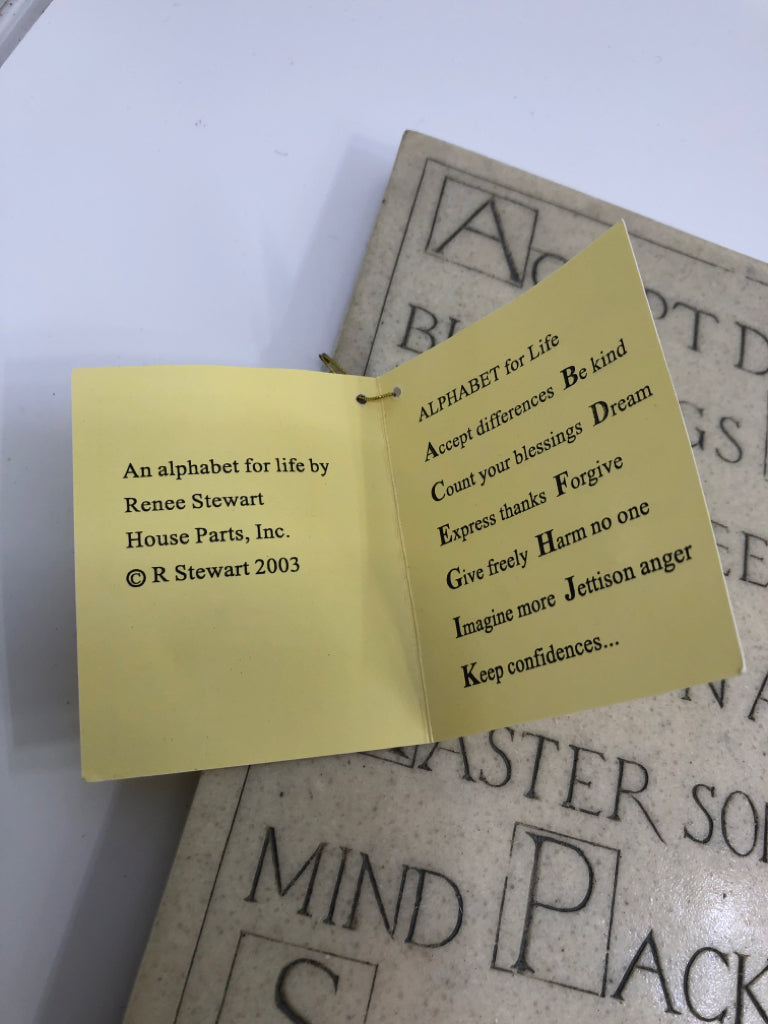 An alphabet for life by
Renee Stewart
House Parts, Inc.
© R Stewart 2003
ALPHABET for Life
Accept differences Be kind
Count your blessings Dream
Express thanks Forgive
Give freely Harm no one
Imagine more Jettison anger
Keep confidences...
MIND PACK
S